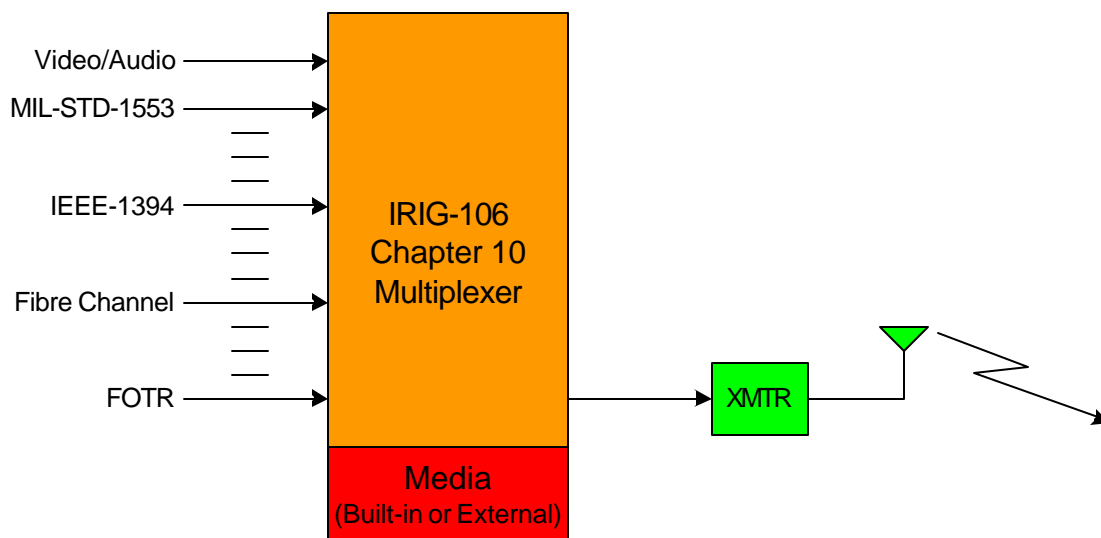 Video/Audio
MIL-STD-1553
IEEE-1394
Fibre Channel
FOTR
IRIG-106
Chapter 10
Multiplexer
Media
(Built-in or External)
XMTR